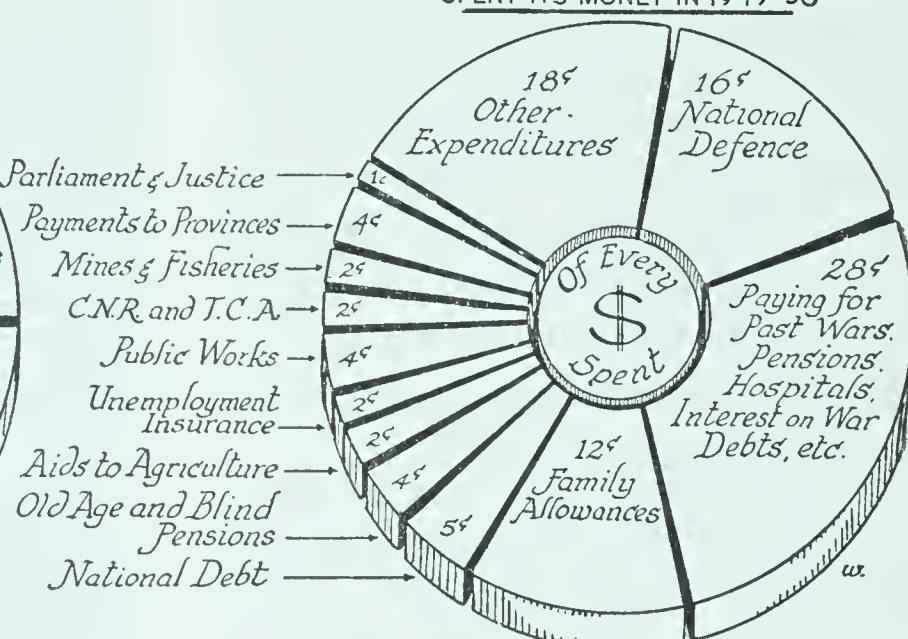 SPENT ITS MONEY IN 1949-50
18¢
Other
Expenditures
16¢
National
Defence
28¢
Paying for
Past Wars.
Pensions,
Hospitals,
Interest on War
Debts, etc.
12¢
Family
Allowances
Of Every
$
Spent
Parliament & Justice
1¢
Payments to Provinces
4¢
Mines & Fisheries
2¢
C.N.R. and T.C.A.
2¢
Public Works
4¢
Unemployment
Insurance
2¢
Aids to Agriculture
2¢
Old Age and Blind
Pensions
4¢
National Debt
5¢
w.